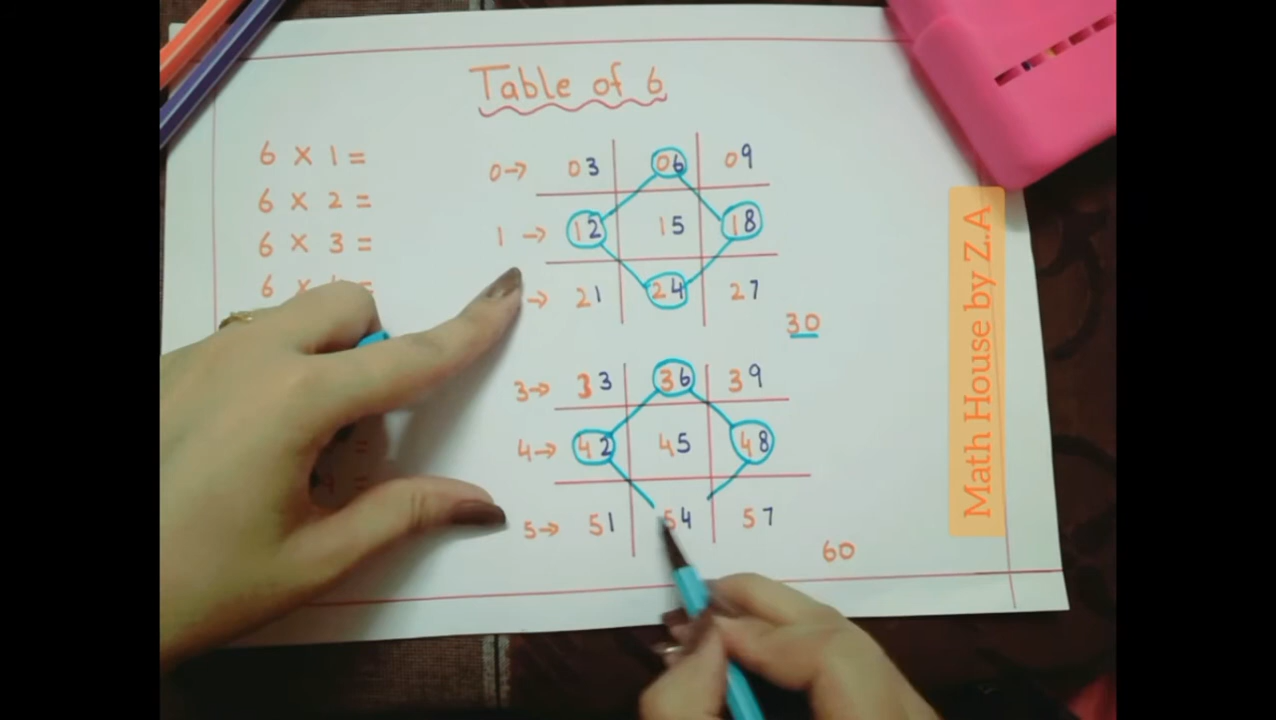 Table of 6
6 x 1 =
6 x 2 =
6 x 3 =
6 x =
=
=
0→ 03 06 09
1 → 12 15 18
→ 21 24 27
30
3→ 33 36 39
4→ 42 45 48
5→ 51 54 57
60
Math House by Z.A